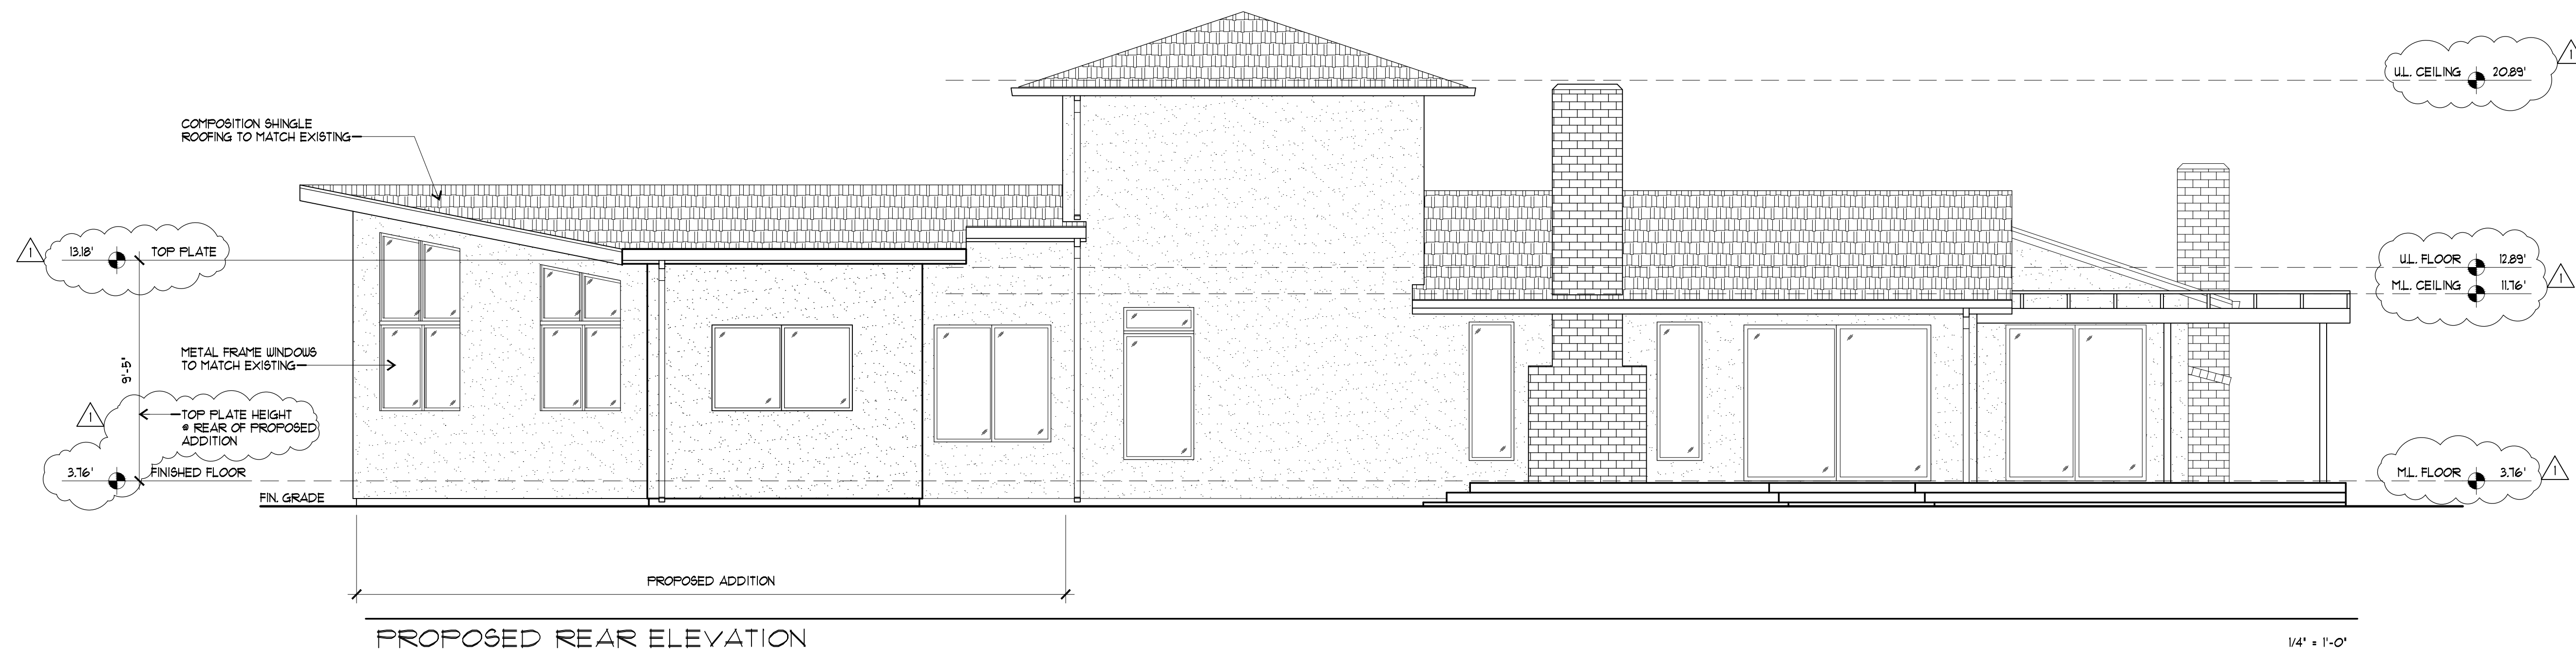 1
U.L. CEILING 20.89'
COMPOSITION SHINGLE
ROOFING TO MATCH EXISTING
1
13.18' TOP PLATE
U.L. FLOOR 12.89'
M.L. CEILING 11.76'
1
METAL FRAME WINDOWS
TO MATCH EXISTING
9'-5"
1
TOP PLATE HEIGHT
@ REAR OF PROPOSED
ADDITION
3.76' FINISHED FLOOR
M.L. FLOOR 3.76'
1
FIN. GRADE
PROPOSED ADDITION
PROPOSED REAR ELEVATION
1/4" = 1'-0"